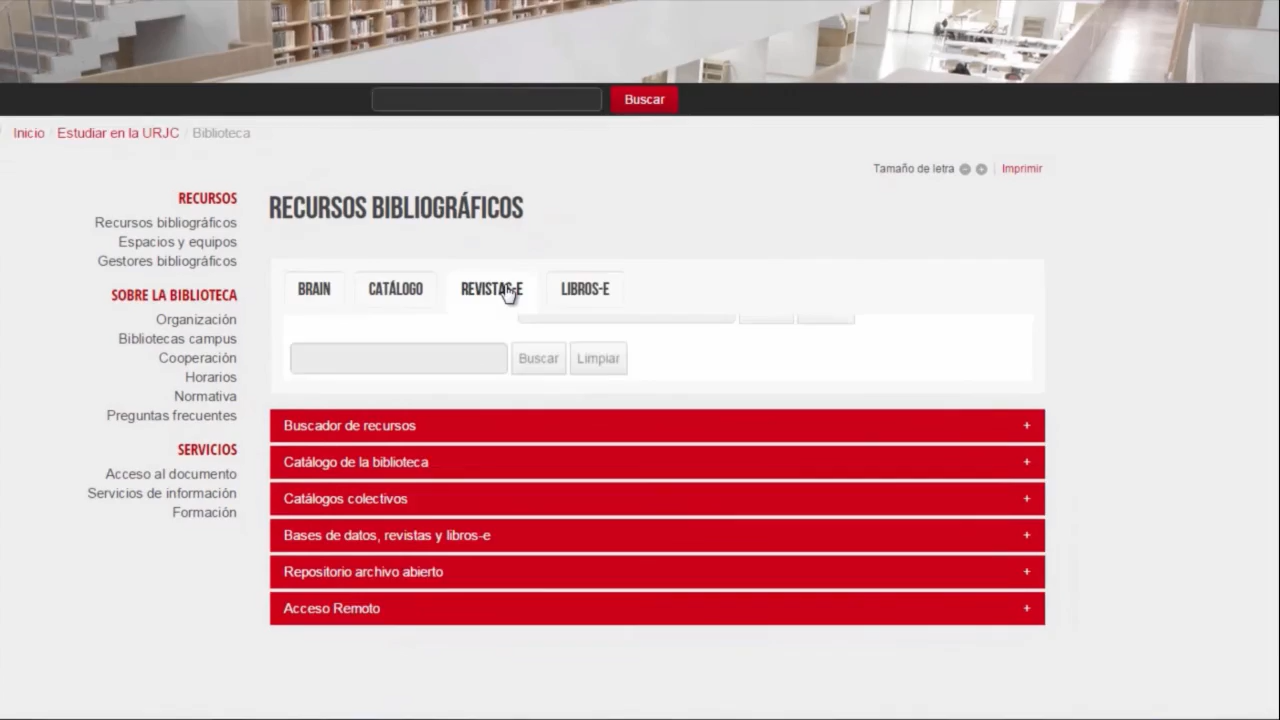 Buscar
Inicio / Estudiar en la URJC / Biblioteca
Tamaño de letra Imprimir
RECURSOS
Recursos bibliográficos
Espacios y equipos
Gestores bibliográficos
SOBRE LA BIBLIOTECA
Organización
Bibliotecas campus
Cooperación
Horarios
Normativa
Preguntas frecuentes
SERVICIOS
Acceso al documento
Servicios de información
Formación
RECURSOS BIBLIOGRÁFICOS
BRAIN CATÁLOGO REVISTAS-E LIBROS-E
Buscar Limpiar
Buscador de recursos +
Catálogo de la biblioteca +
Catálogos colectivos +
Bases de datos, revistas y libros-e +
Repositorio archivo abierto +
Acceso Remoto +